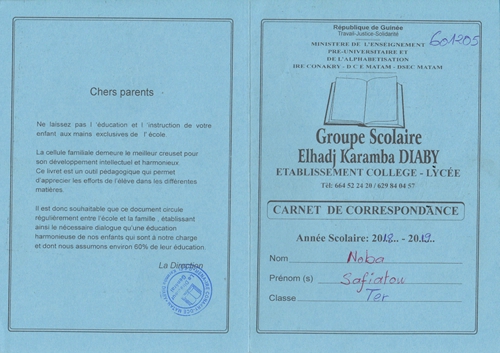 Chers parents
Ne laissez pas l 'éducation et l 'instruction de votre
enfant aux mains exclusives de l' école.
La cellule familiale demeure le meilleur creuset pour
son développement intellectuel et harmonieux
Ce livret est un outil pédagogique qui permet
d'apprécier les efforts de l'élève dans les différentes
matières.
Il est donc souhaitable que ce document circule
régulièrement entre l'école et la famille , établissant
ainsi le nécessaire dialogue qu'une éducation
harmonieuse de nos enfants qui sont à notre charge
et dont nous assumons environ 60% de leur éducation.
La Direction
République de Guinée
Travail-Justice-Solidarité
601205
MINISTERE DE L'ENSEIGNEMENT
PRE-UNIVERSITAIRE ET
DE L'ALPHABETISATION
IRE CONAKRY - D C E MATAM - DSEC MATAM
Groupe Scolaire
Elhadj Karamba DIABY
ETABLISSEMENT COLLEGE - LYCÉE
Tél: 664 52 24 20 / 629 84 04 57
CARNET DE CORRESPONDANCE
Année Scolaire: 2018.. - 2019..
Nom Noba
Prénom (s) Safiatou
Classe Ter